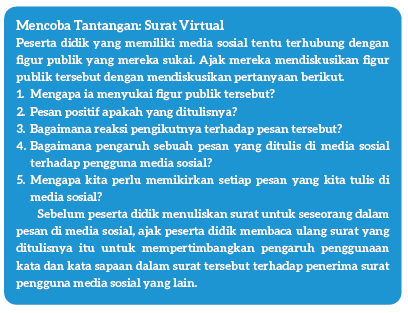 Mencoba Tantangan: Surat Virtual
Peserta didik yang memiliki media sosial tentu terhubung dengan
figur publik yang mereka sukai. Ajak mereka mendiskusikan figur
publik tersebut dengan mendiskusikan pertanyaan berikut.
1. Mengapa ia menyukai figur publik tersebut?
2. Pesan positif apakah yang ditulisnya?
3. Bagaimana reaksi pengikutnya terhadap pesan tersebut?
4. Bagaimana pengaruh sebuah pesan yang ditulis di media sosial
terhadap pengguna media sosial?
5. Mengapa kita perlu memikirkan setiap pesan yang kita tulis di
media sosial?
Sebelum peserta didik menuliskan surat untuk seseorang dalam
pesan di media sosial, ajak peserta didik membaca ulang surat yang
ditulisnya itu untuk mempertimbangkan pengaruh penggunaan
kata dan kata sapaan dalam surat tersebut terhadap penerima surat
pengguna media sosial yang lain.